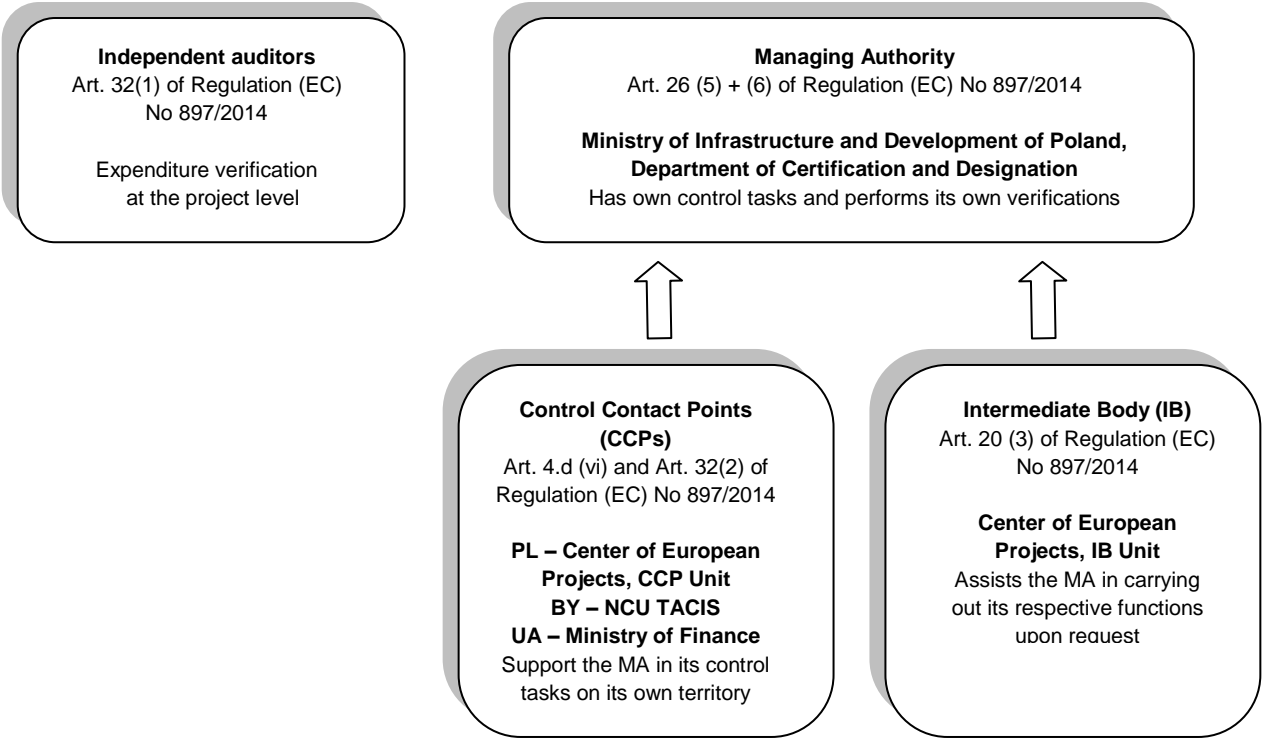 Independent auditors
Art. 32(1) of Regulation (EC)
No 897/2014
Expenditure verification
at the project level
Managing Authority
Art. 26 (5) + (6) of Regulation (EC) No 897/2014
Ministry of Infrastructure and Development of Poland,
Department of Certification and Designation
Has own control tasks and performs its own verifications
Control Contact Points
(CCPs)
Art. 4.d (vi) and Art. 32(2) of
Regulation (EC) No 897/2014
PL – Center of European
Projects, CCP Unit
BY – NCU TACIS
UA – Ministry of Finance
Support the MA in its control
tasks on its own territory
Intermediate Body (IB)
Art. 20 (3) of Regulation (EC)
No 897/2014
Center of European
Projects, IB Unit
Assists the MA in carrying
out its respective functions
upon request